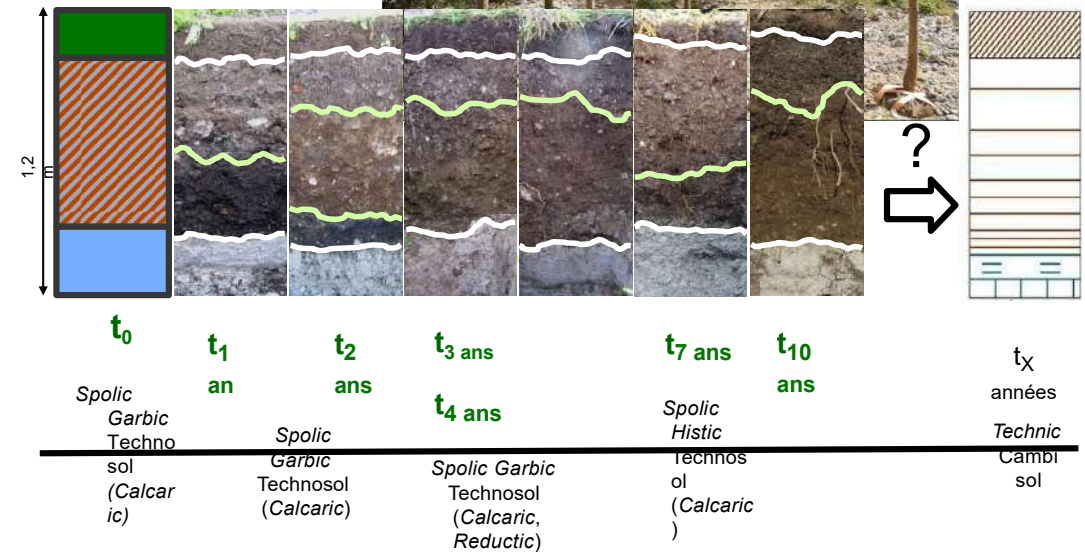 1,2
m
?
t0
t1
an
t2
ans
t3 ans
t4 ans
t7 ans
t10
ans
tX
années
Spolic
Garbic
Techno
sol
(Calcar
ic)
Spolic
Garbic
Technosol
(Calcaric)
Spolic Garbic
Technosol
(Calcaric,
Reductic)
Spolic
Histic
Technos
ol
(Calcaric
)
Technic
Cambi
sol